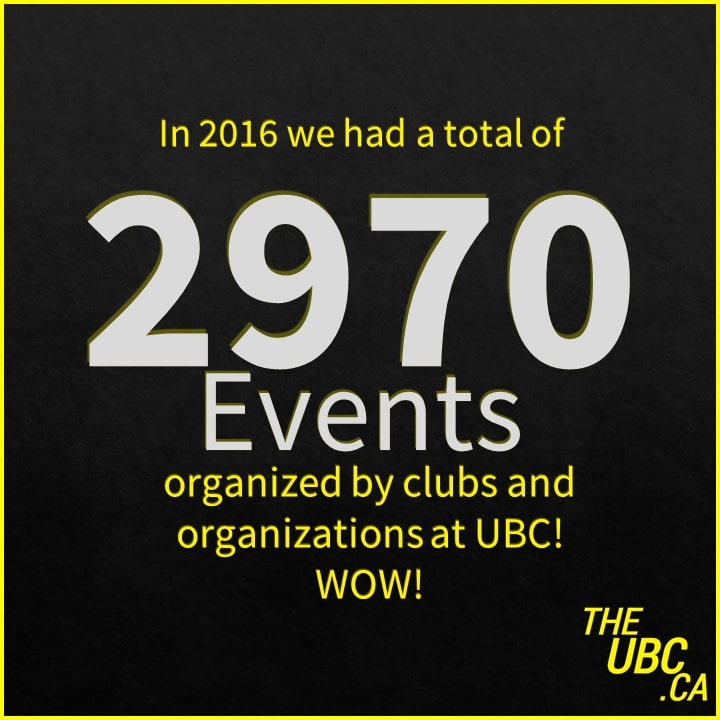 In 2016 we had a total of
2970
Events
organized by clubs and
organizations at UBC!
WOW!
THE
UBC
.CA